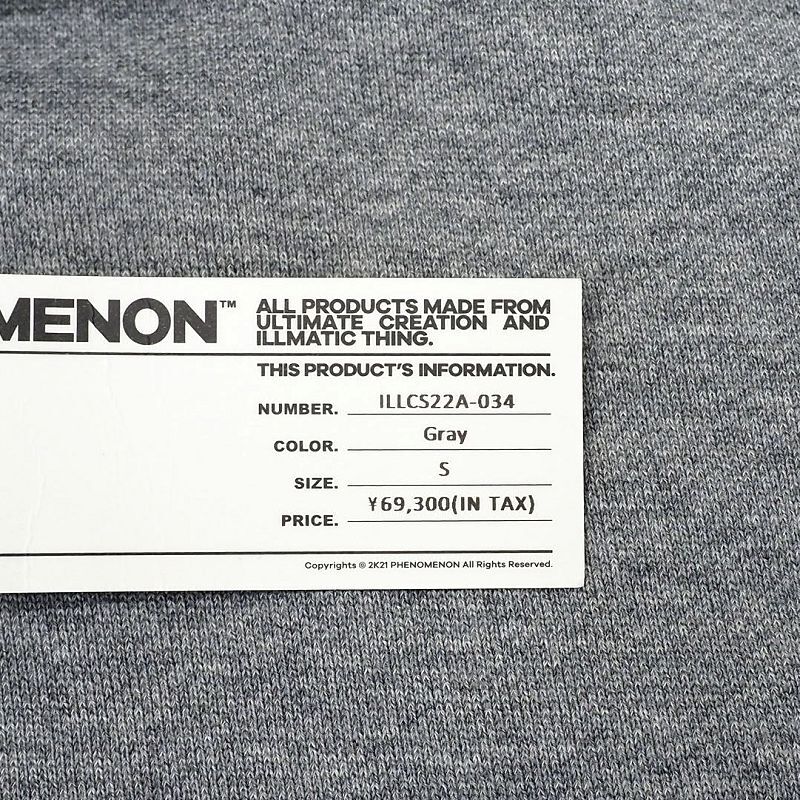 MENON™
ALL PRODUCTS MADE FROM
ULTIMATE CREATION AND
ILLMATIC THING.
THIS PRODUCT'S INFORMATION.
NUMBER. ILLCS22A-034
COLOR. Gray
SIZE. S
PRICE. ¥69,300(IN TAX)
Copyrights © 2K21 PHENOMENON All Rights Reserved.